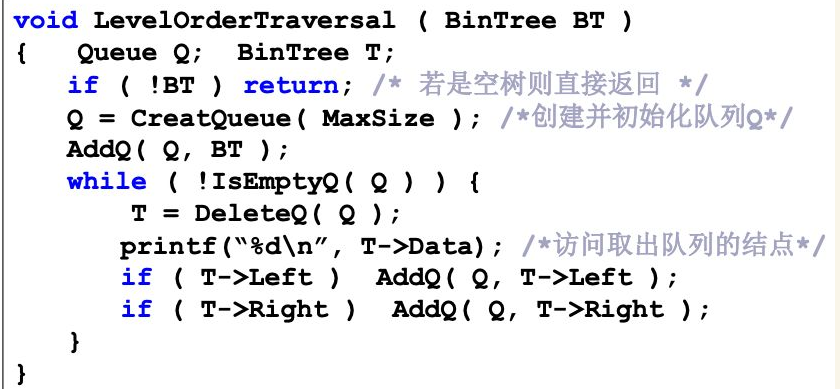 void LevelOrderTraversal ( BinTree BT )
{ Queue Q; BinTree T;
if ( !BT ) return; /* 若是空树则直接返回 */
Q = CreatQueue( MaxSize ); /*创建并初始化队列Q*/
AddQ( Q, BT );
while ( !IsEmptyQ( Q ) ) {
T = DeleteQ( Q );
printf(“%d\n”, T->Data); /*访问取出队列的结点*/
if ( T->Left ) AddQ( Q, T->Left );
if ( T->Right ) AddQ( Q, T->Right );
}
}